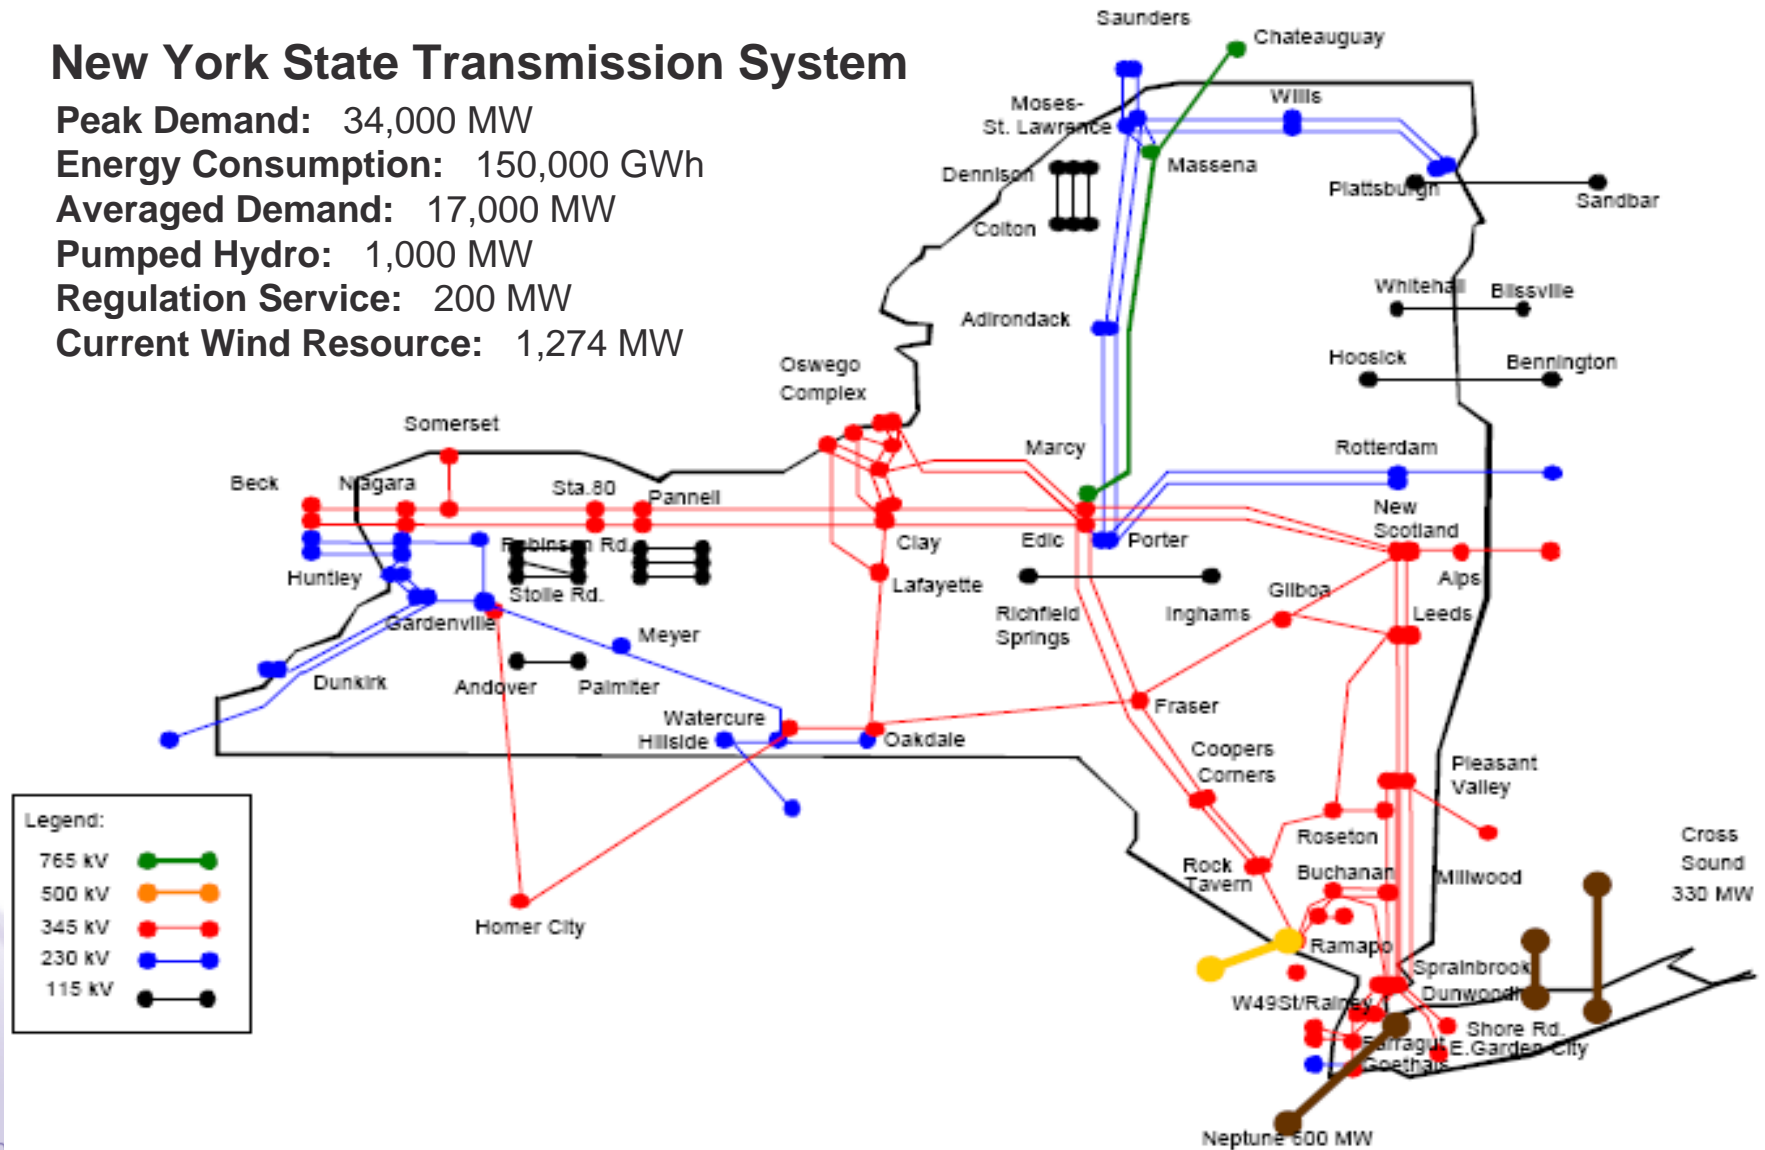 New York State Transmission System
Peak Demand: 34,000 MW
Energy Consumption: 150,000 GWh
Averaged Demand: 17,000 MW
Pumped Hydro: 1,000 MW
Regulation Service: 200 MW
Current Wind Resource: 1,274 MW
Saunders
Chateauguay
Moses-
St. Lawrence
Willis
Massena
Dennison
Plattsburgh
Sandbar
Colton
Whitehall
Blissville
Adirondack
Hoosick
Bennington
Oswego
Complex
Somerset
Marcy
Rotterdam
Beck
Niagara
Sta.80
Pannell
New
Scotland
Robinson Rd.
Clay
Edic
Porter
Huntley
Stolle Rd.
Lafayette
Alps
Gilboa
Richfield
Springs
Inghams
Leeds
Gardenville
Meyer
Dunkirk
Andover
Palmiter
Fraser
Watercure
Hillside
Oakdale
Coopers
Corners
Pleasant
Valley
Legend:
765 kV
500 kV
345 kV
230 kV
115 kV
Roseton
Cross
Sound
330 MW
Rock
Tavern
Buchanan
Millwood
Homer City
Ramapo
Sprainbrook
Dunwoodie
W49St/Rainey
Shore Rd.
Farragut
E.Garden City
Goethals
Neptune 600 MW